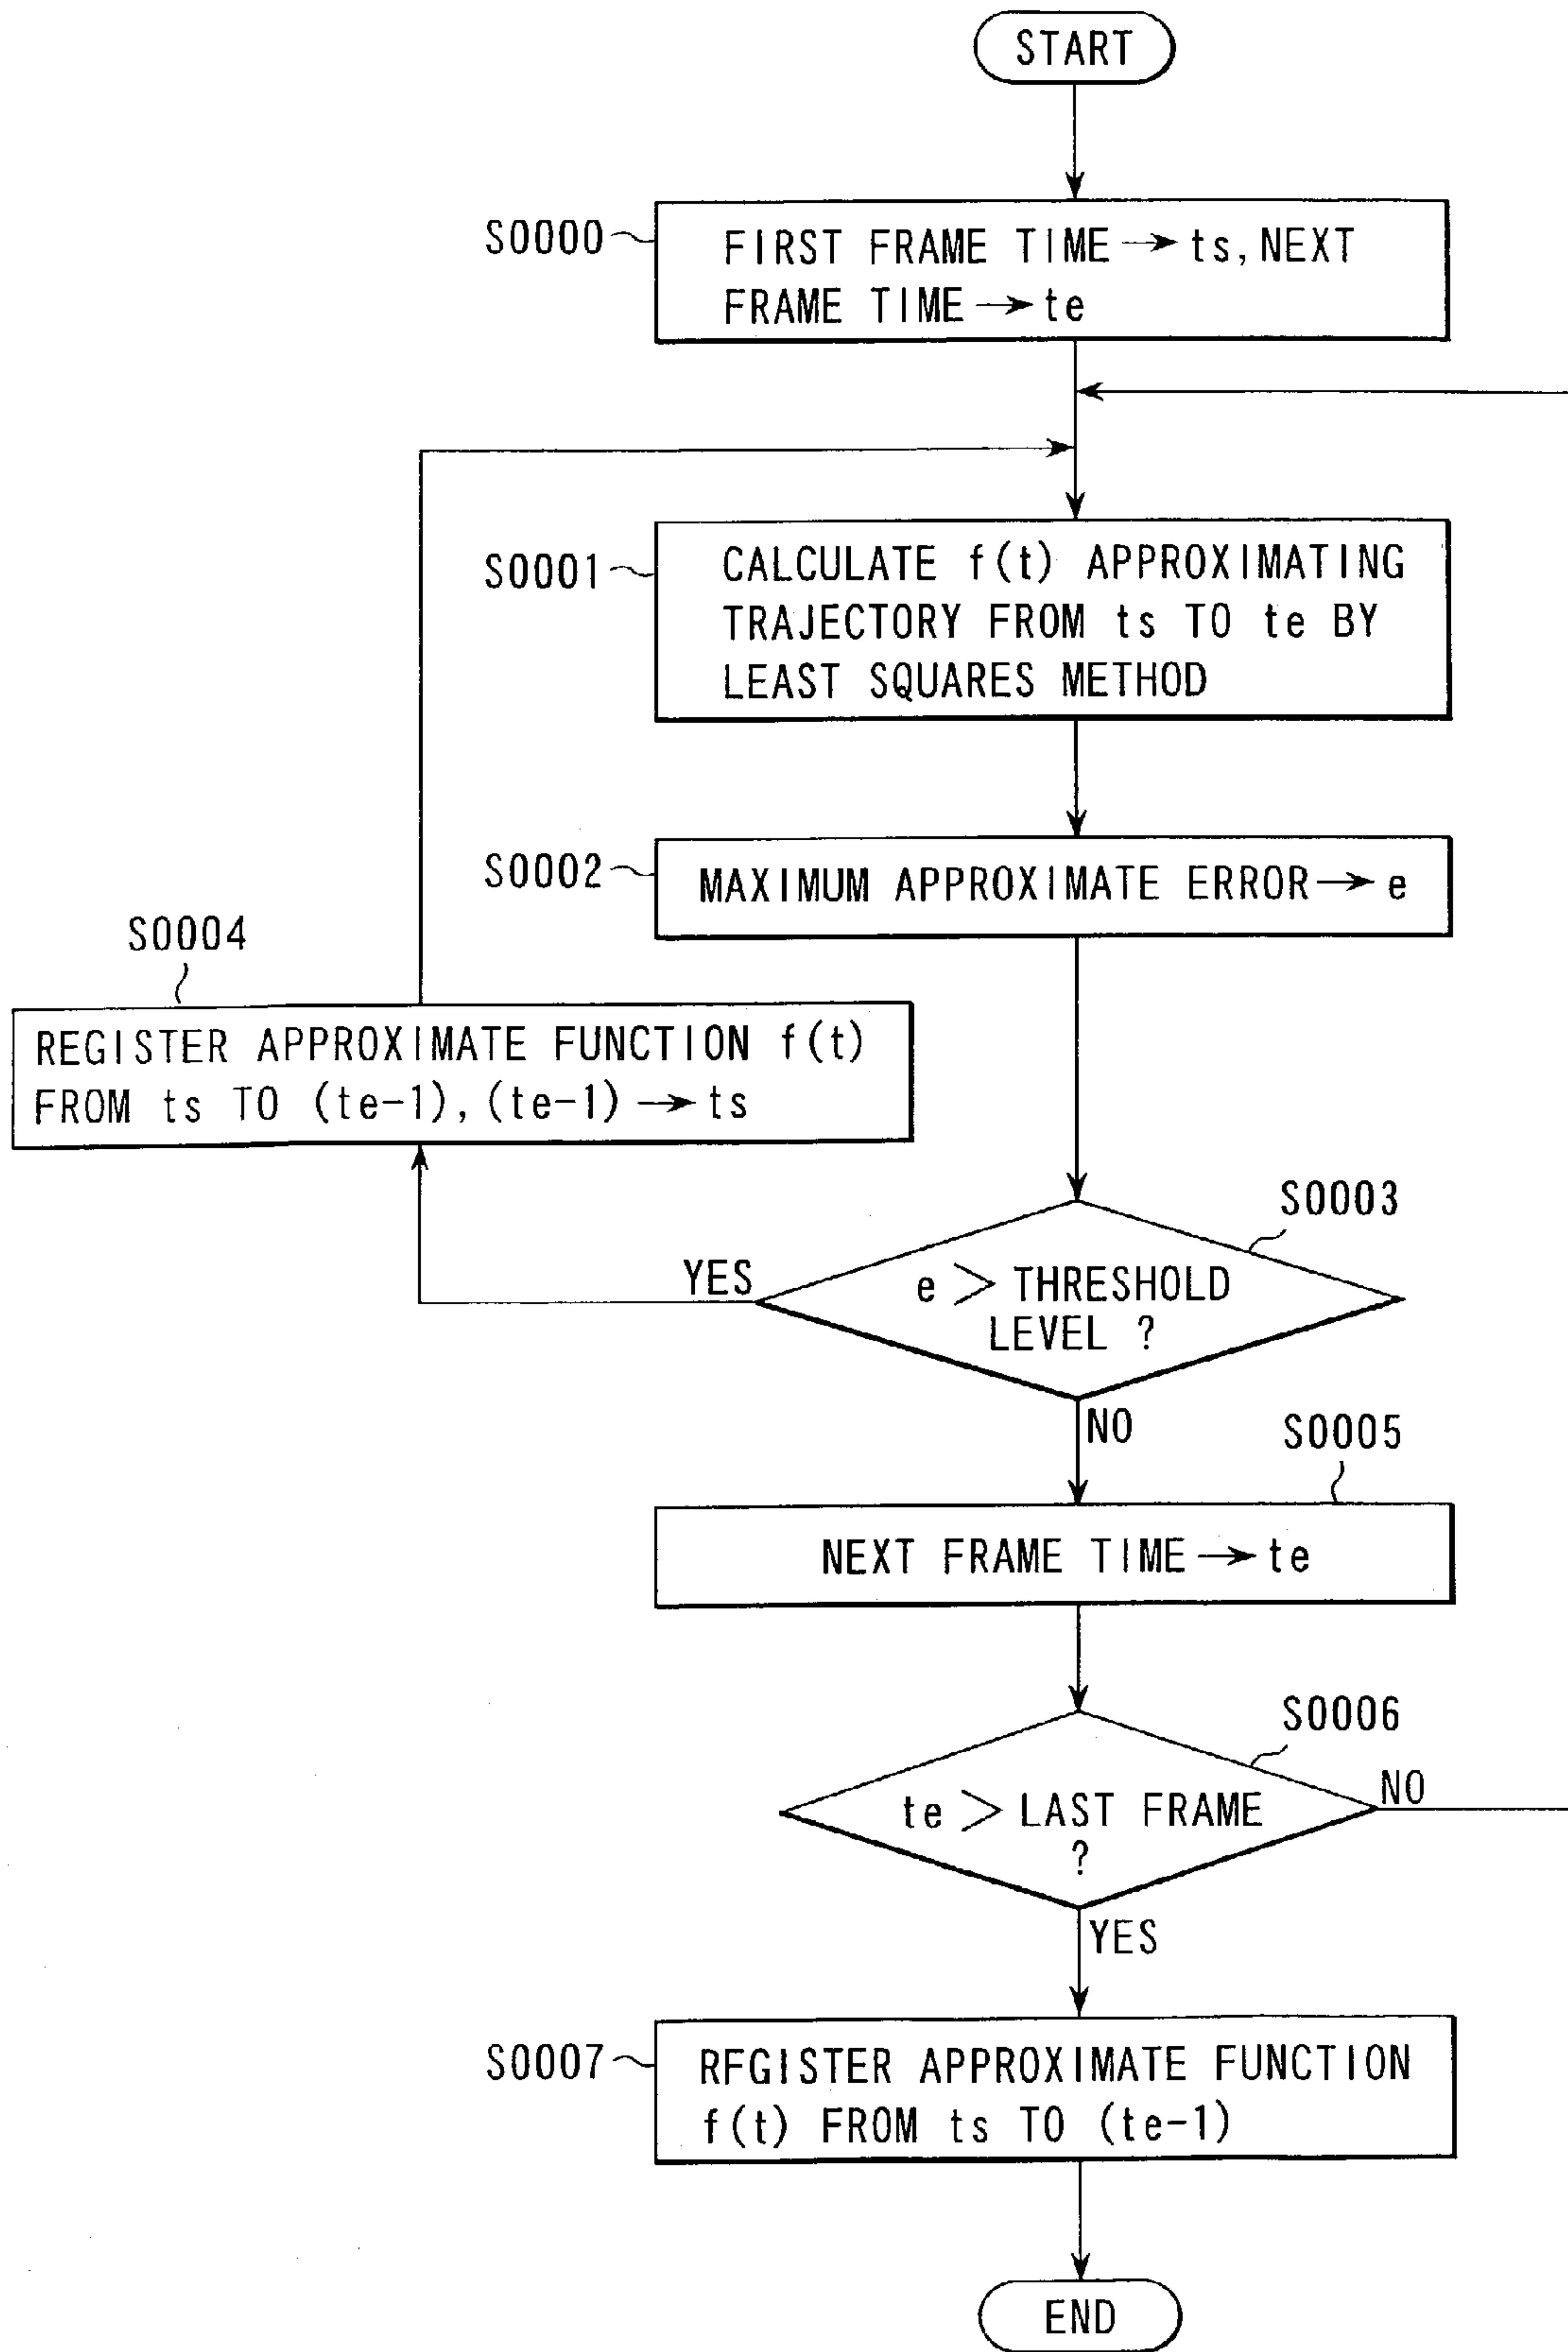 START
S0000
FIRST FRAME TIME → ts, NEXT
FRAME TIME → te
S0001
CALCULATE f(t) APPROXIMATING
TRAJECTORY FROM ts TO te BY
LEAST SQUARES METHOD
S0002
MAXIMUM APPROXIMATE ERROR → e
S0004
REGISTER APPROXIMATE FUNCTION f(t)
FROM ts TO (te-1), (te-1) → ts
S0003
YES
e > THRESHOLD
LEVEL ?
NO
S0005
NEXT FRAME TIME → te
S0006
te > LAST FRAME
?
NO
YES
S0007
RFGISTER APPROXIMATE FUNCTION
f(t) FROM ts TO (te-1)
END